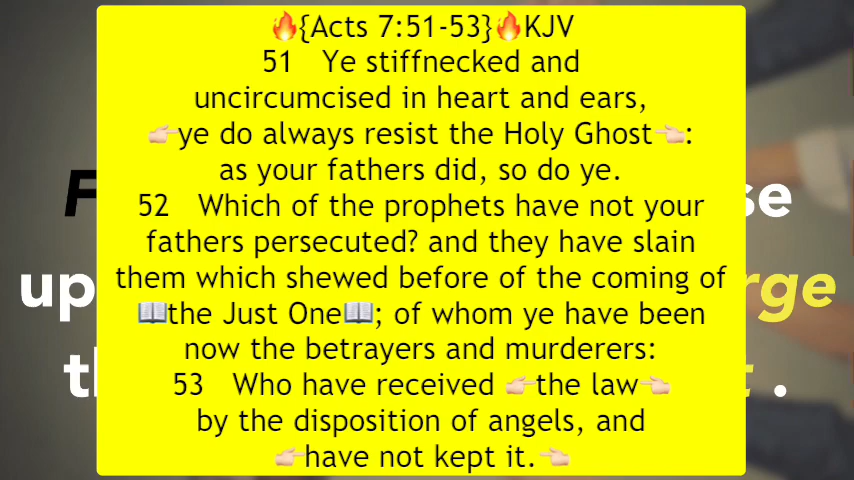 🔥{Acts 7:51-53}🔥KJV
51 Ye stiffnecked and
uncircumcised in heart and ears,
👉🏻ye do always resist the Holy Ghost👈🏻:
as your fathers did, so do ye.
52 Which of the prophets have not your
fathers persecuted? and they have slain
them which shewed before of the coming of
📖the Just One📖; of whom ye have been
now the betrayers and murderers:
53 Who have received 👉🏻the law👈🏻
by the disposition of angels, and
👉🏻have not kept it.👈🏻